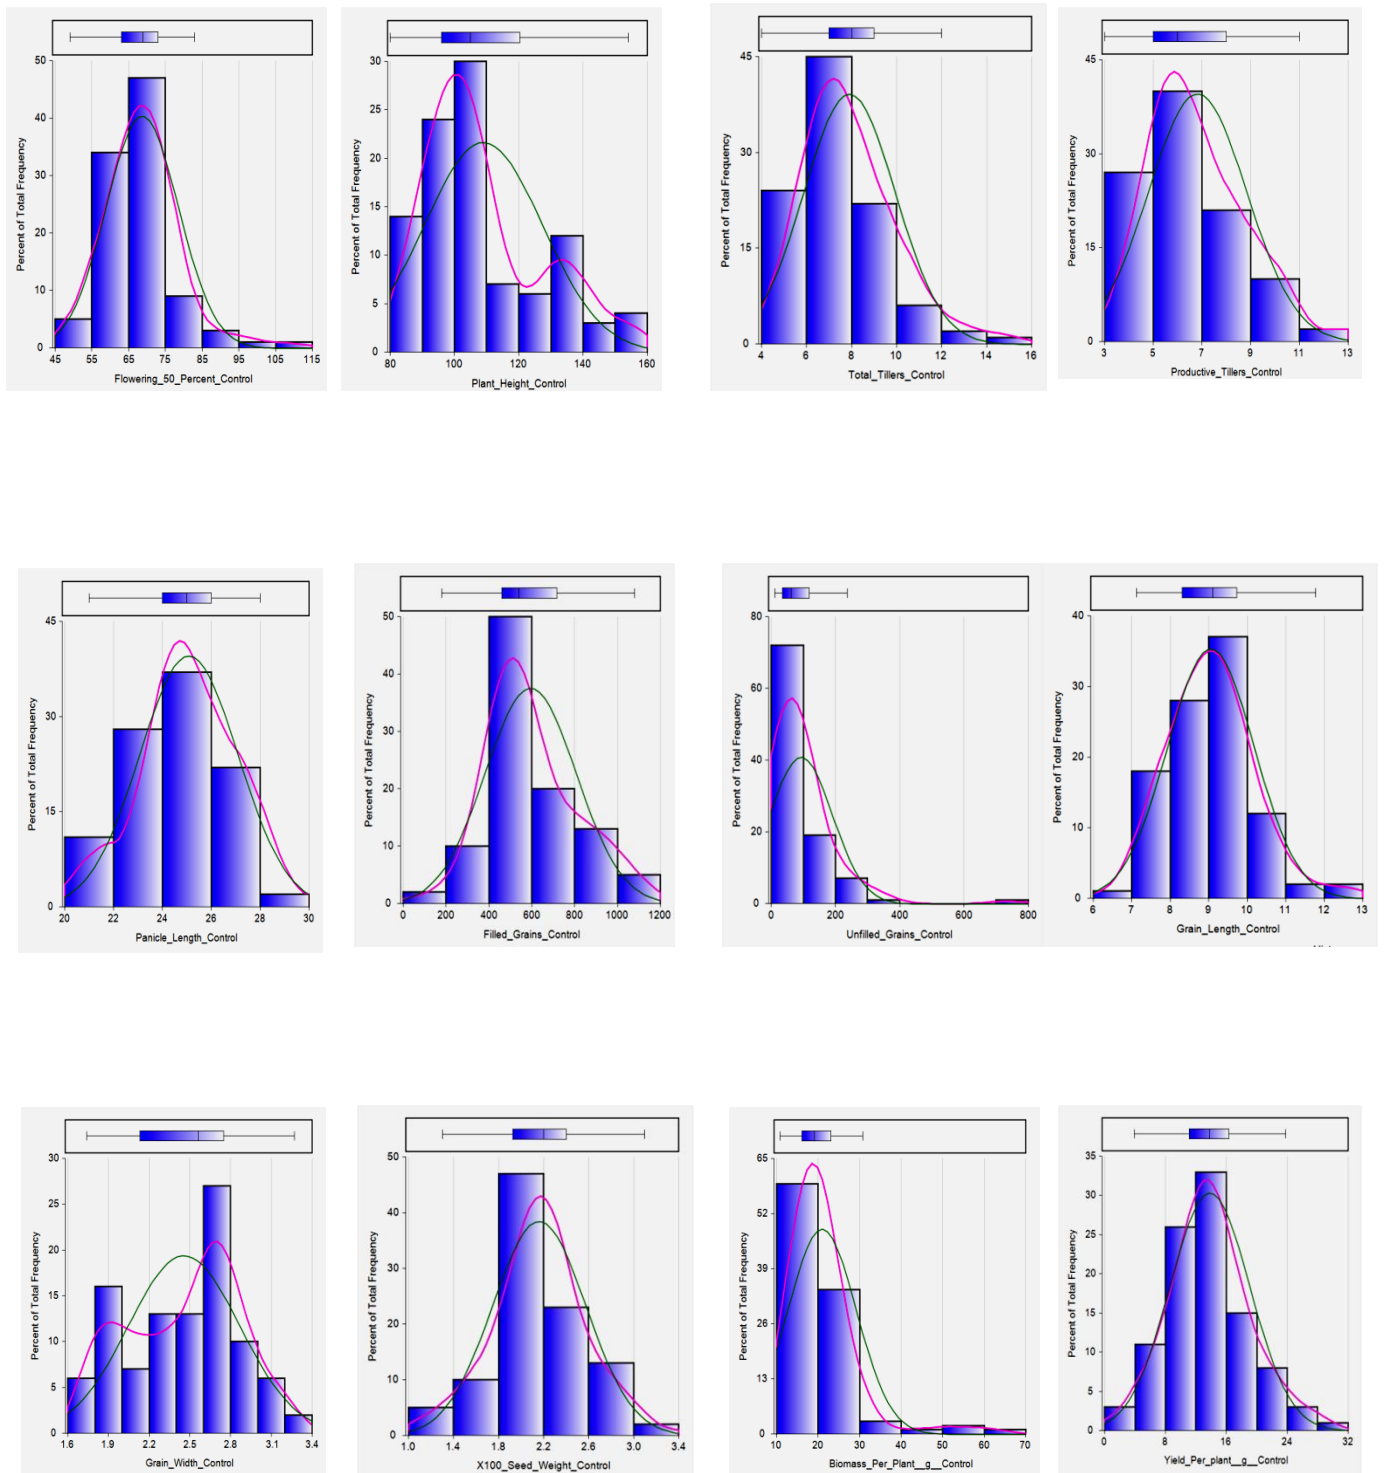 50
40
30
20
10
0
Percent of Total Frequency
45 55 65 75 85 95 105 115
Flowering_50_Percent_Control
30
25
20
15
10
5
0
Percent of Total Frequency
80 100 120 140 160
Plant_Height_Control
45
30
15
0
Percent of Total Frequency
4 6 8 10 12 14 16
Total_Tillers_Control
45
30
15
0
Percent of Total Frequency
3 5 7 9 11 13
Productive_Tillers_Control
45
30
15
0
Percent of Total Frequency
20 22 24 26 28 30
Panicle_Length_Control
50
40
30
20
10
0
Percent of Total Frequency
0 200 400 600 800 1000 1200
Filled_Grains_Control
80
60
40
20
0
Percent of Total Frequency
0 200 400 600 800
Unfilled_Grains_Control
40
30
20
10
0
Percent of Total Frequency
6 7 8 9 10 11 12 13
Grain_Length_Control
30
25
20
15
10
5
0
Percent of Total Frequency
1.6 1.9 2.2 2.5 2.8 3.1 3.4
Grain_Width_Control
50
40
30
20
10
0
Percent of Total Frequency
1.0 1.4 1.8 2.2 2.6 3.0 3.4
X100_Seed_Weight_Control
65
52
39
26
13
0
Percent of Total Frequency
10 20 30 40 50 60 70
Biomass_Per_Plant__g__Control
35
30
25
20
15
10
5
0
Percent of Total Frequency
0 8 16 24 32
Yield_Per_plant__g__Control